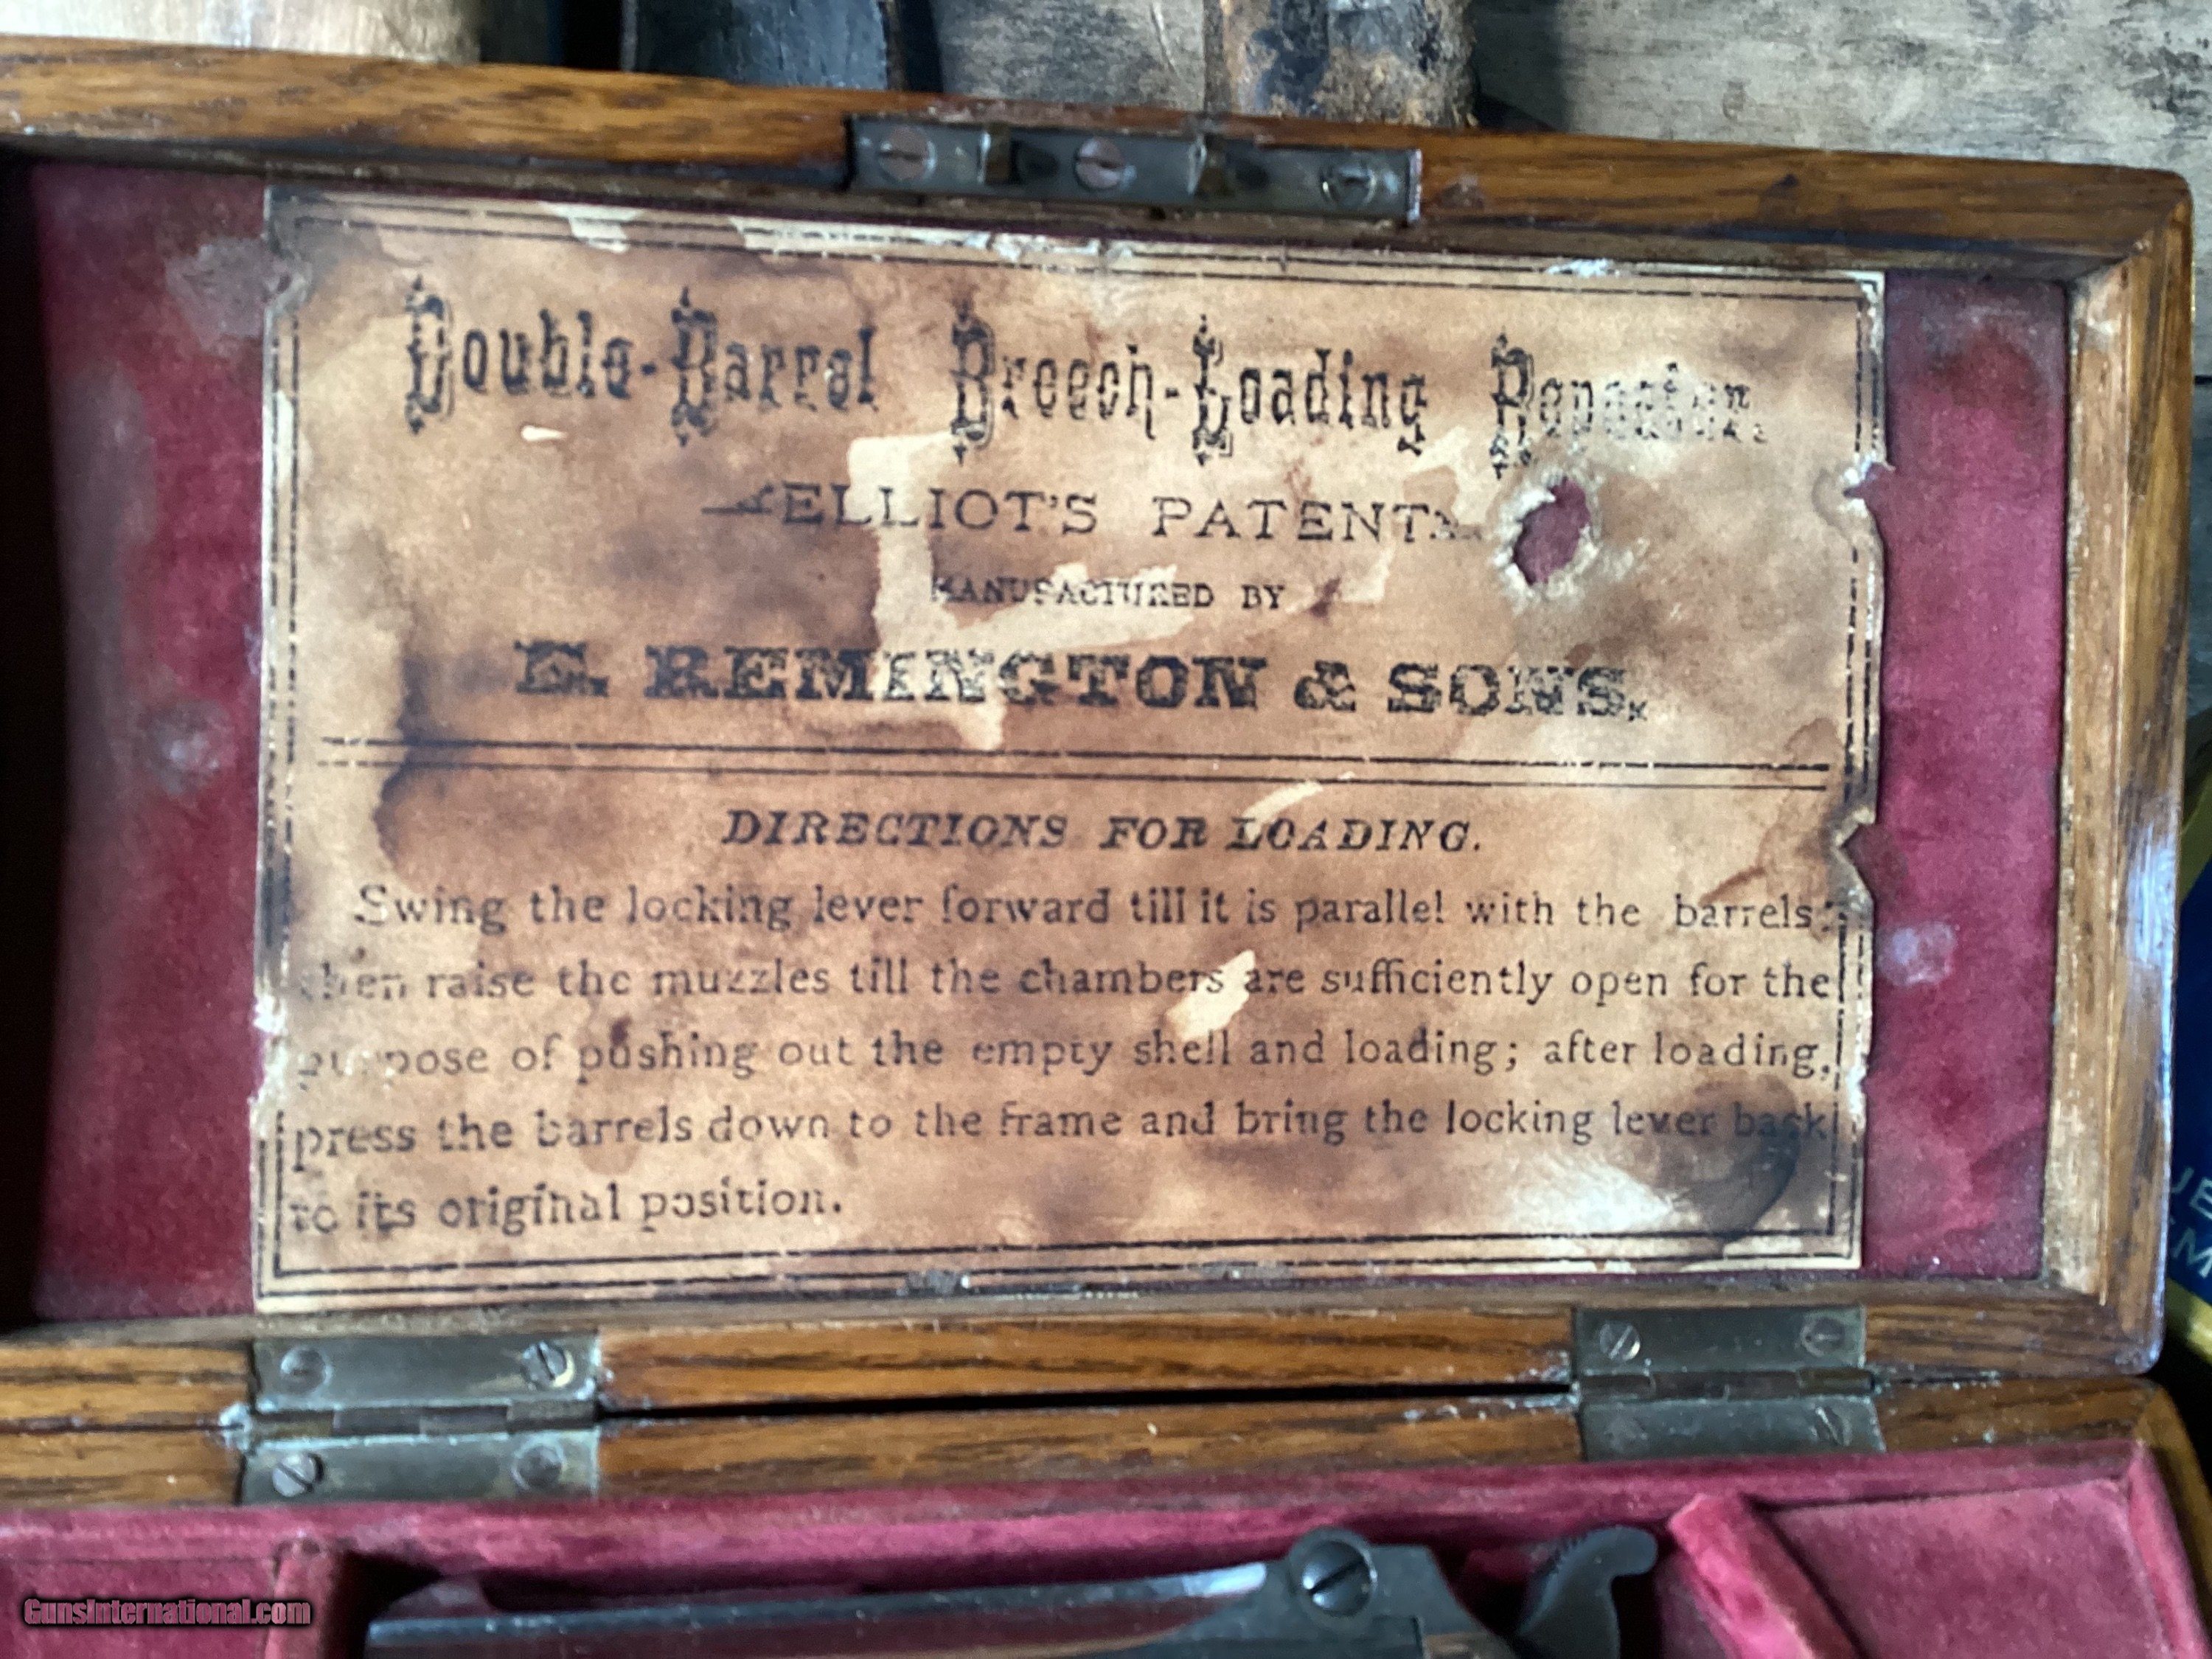 Double-Barrel Breech-Loading Repeater.
ELLIOT'S PATENT
MANUFACTURED BY
E. REMINGTON & SONS.
DIRECTIONS FOR LOADING.
Swing the locking lever forward till it is parallel with the barrels;
then raise the muzzles till the chambers are sufficiently open for the
purpose of pushing out the empty shell and loading; after loading,
press the barrels down to the frame and bring the locking lever back
to its original position.
GunsInternational.com